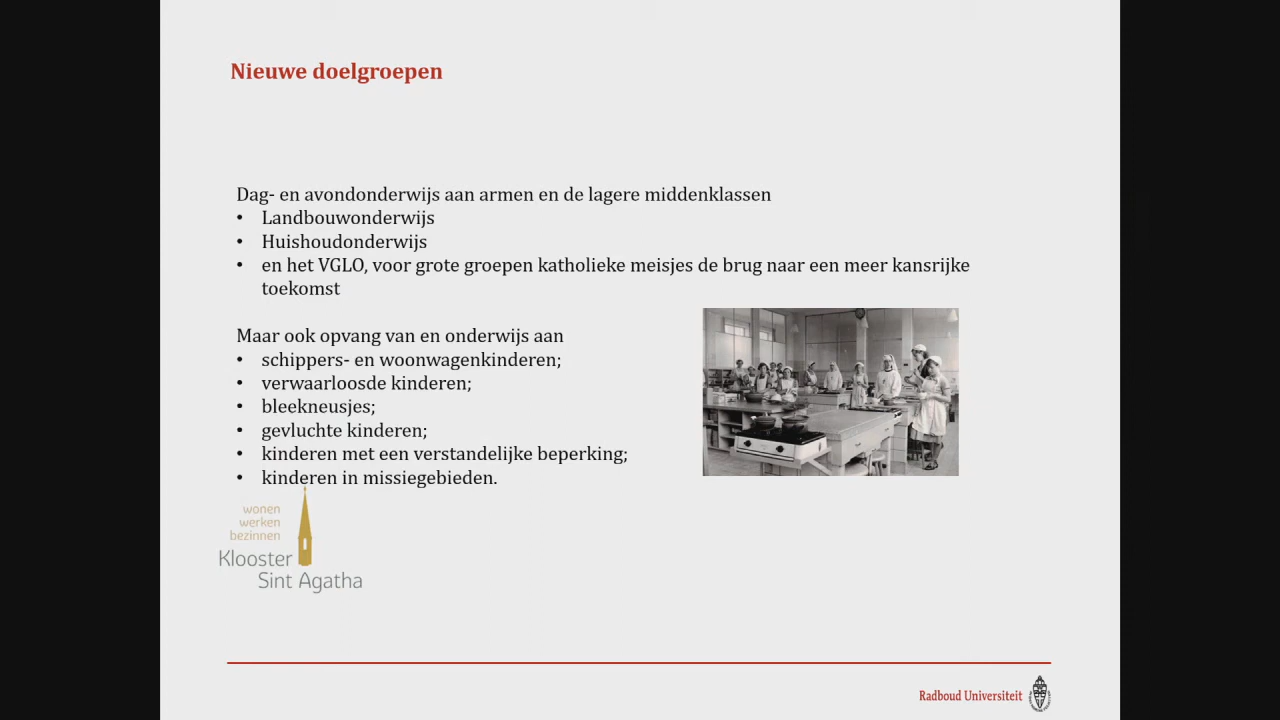 Nieuwe doelgroepen
Dag- en avondonderwijs aan armen en de lagere middenklassen
• Landbouwonderwijs
• Huishoudonderwijs
• en het VGLO, voor grote groepen katholieke meisjes de brug naar een meer kansrijke
toekomst
Maar ook opvang van en onderwijs aan
• schippers- en woonwagenkinderen;
• verwaarloosde kinderen;
• bleekneusjes;
• gevluchte kinderen;
• kinderen met een verstandelijke beperking;
• kinderen in missiegebieden.
wonen
werken
bezinnen
Klooster
Sint Agatha
Radboud Universiteit